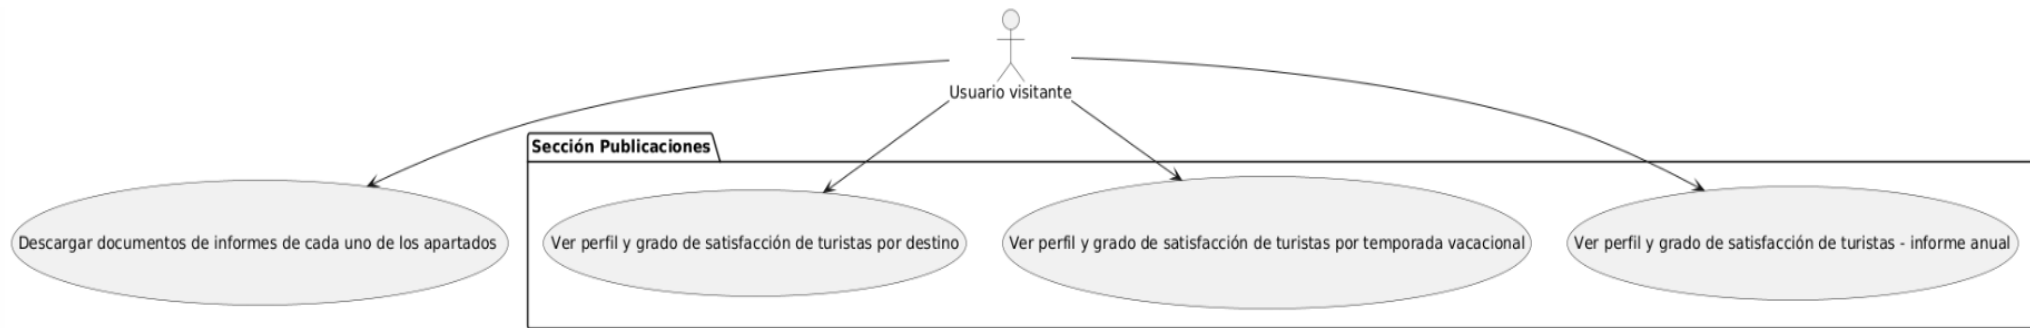 Usuario visitante
Sección Publicaciones
Descargar documentos de informes de cada uno de los apartados
Ver perfil y grado de satisfacción de turistas por destino
Ver perfil y grado de satisfacción de turistas por temporada vacacional
Ver perfil y grado de satisfacción de turistas - informe anual